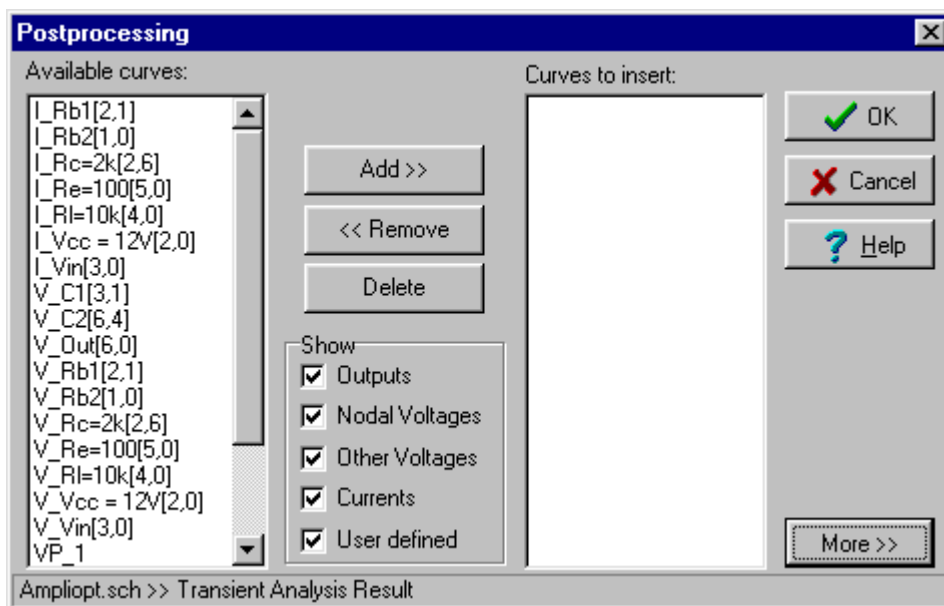 Postprocessing
Available curves:
I_Rb1[2,1]
I_Rb2[1,0]
I_Rc=2k[2,6]
I_Re=100[5,0]
I_Rl=10k[4,0]
I_Vcc = 12V[2,0]
I_Vin[3,0]
V_C1[3,1]
V_C2[6,4]
V_Out[6,0]
V_Rb1[2,1]
V_Rb2[1,0]
V_Rc=2k[2,6]
V_Re=100[5,0]
V_Rl=10k[4,0]
V_Vcc = 12V[2,0]
V_Vin[3,0]
VP_1
Add >>
<< Remove
Delete
Show
Outputs
Nodal Voltages
Other Voltages
Currents
User defined
Curves to insert:
OK
Cancel
Help
More >>
Ampliopt.sch >> Transient Analysis Result